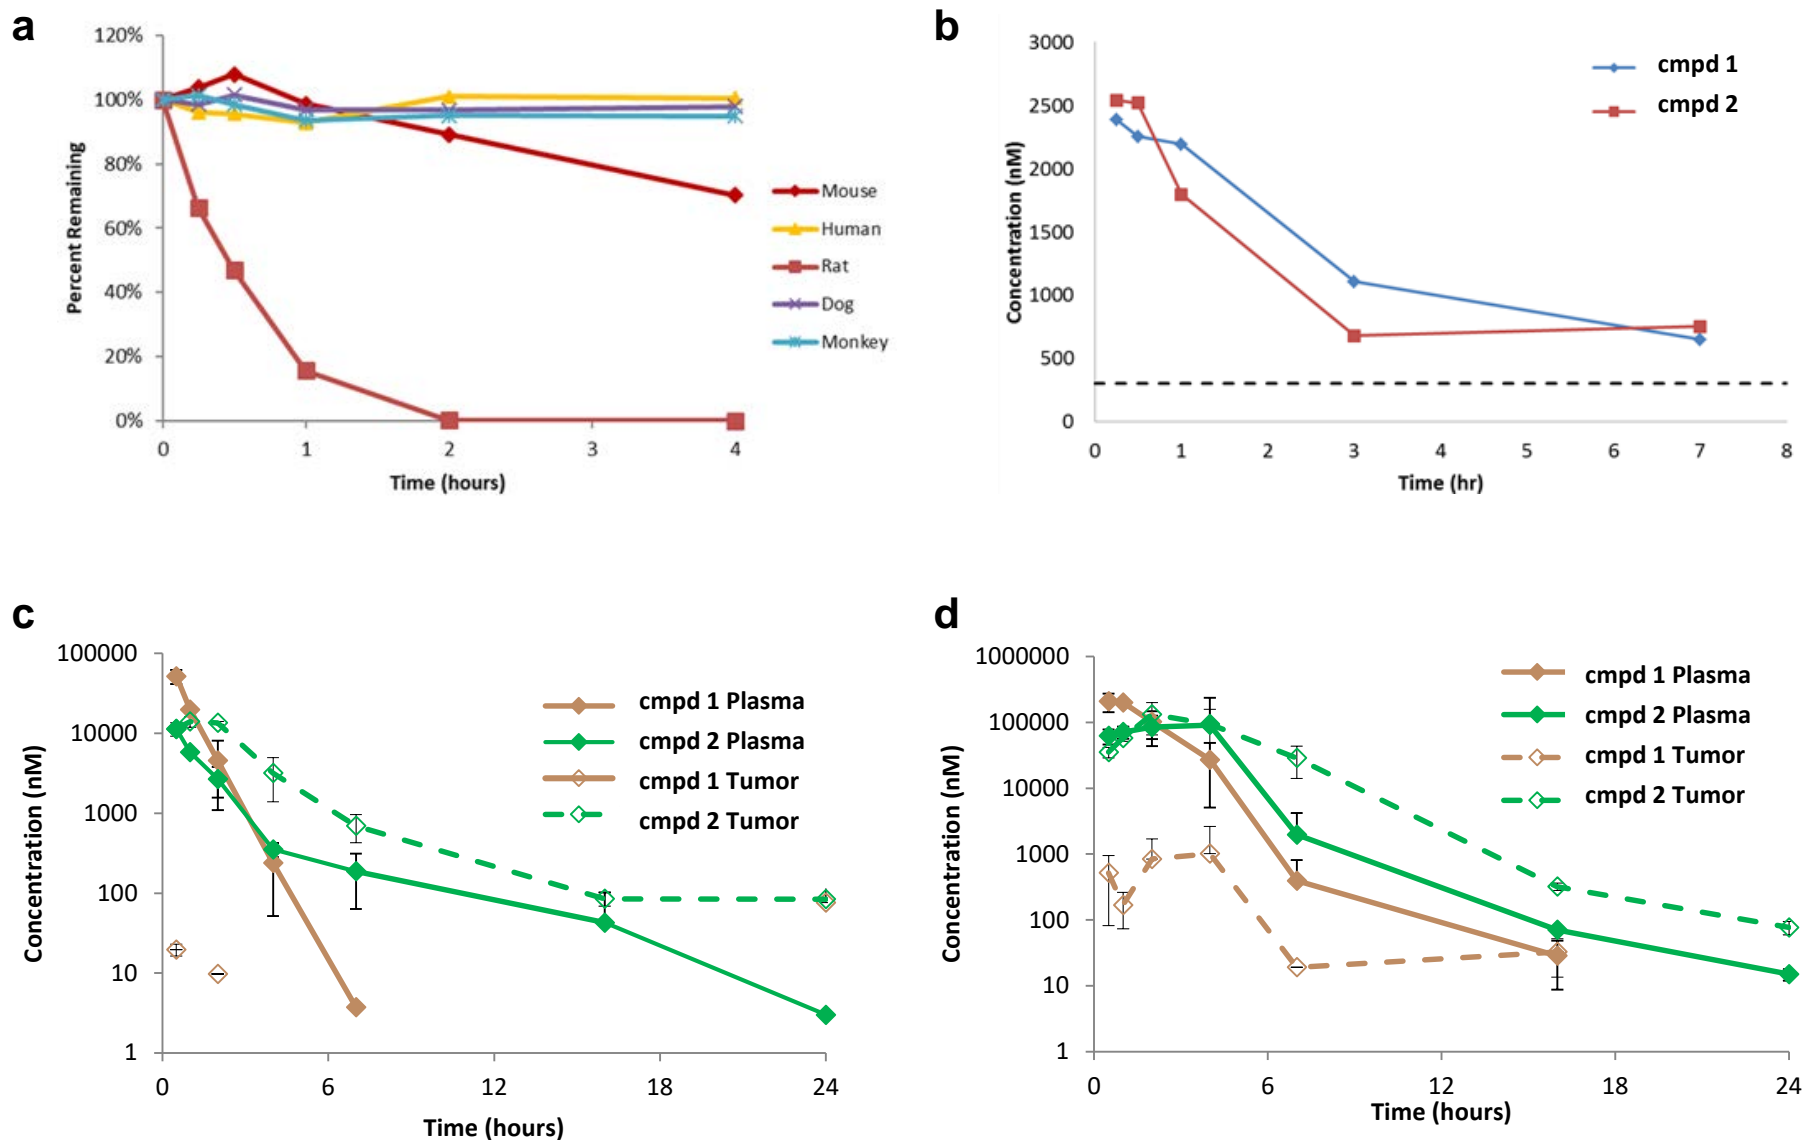 a
120%
100%
80%
60%
40%
20%
0%
Percent Remaining
0
1
2
3
4
Time (hours)
Mouse
Human
Rat
Dog
Monkey
b
3000
2500
2000
1500
1000
500
0
Concentration (nM)
0
1
2
3
4
5
6
7
8
Time (hr)
cmpd 1
cmpd 2
c
100000
10000
1000
100
10
1
Concentration (nM)
0
6
12
18
24
Time (hours)
cmpd 1 Plasma
cmpd 2 Plasma
cmpd 1 Tumor
cmpd 2 Tumor
d
1000000
100000
10000
1000
100
10
1
Concentration (nM)
0
6
12
18
24
Time (hours)
cmpd 1 Plasma
cmpd 2 Plasma
cmpd 1 Tumor
cmpd 2 Tumor